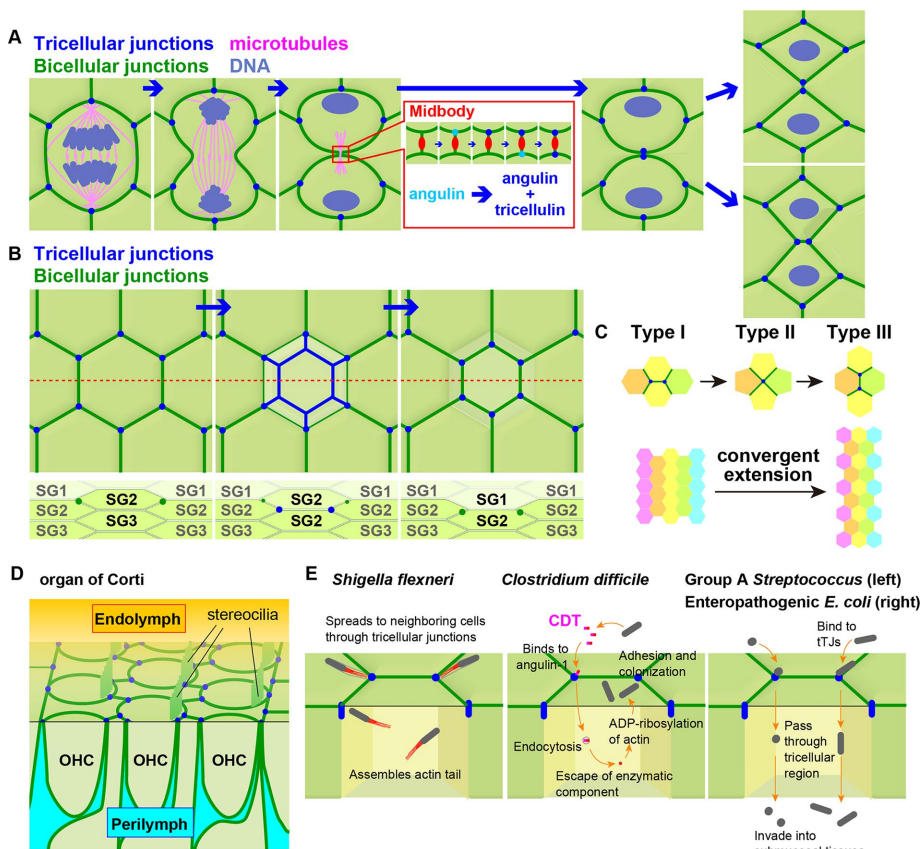 A
Tricellular junctions microtubules
Bicellular junctions DNA
Midbody
angulin
angulin
+
tricellulin
B
Tricellular junctions
Bicellular junctions
SG1 SG2 SG1
SG2 SG2
SG3 SG3 SG3
SG1 SG2 SG1
SG2 SG2 SG2
SG3 SG3
SG1 SG1 SG1
SG2 SG2 SG2
SG3 SG3
C
Type I Type II Type III
convergent
extension
D
organ of Corti
Endolymph
stereocilia
OHC OHC OHC
Perilymph
E
Shigella flexneri
Spreads to neighboring cells
through tricellular junctions
Assembles actin tail
Clostridium difficile
CDT
Binds to
angulin-1
Adhesion and
colonization
ADP-ribosylation
of actin
Endocytosis
Escape of enzymatic
component
Group A Streptococcus (left)
Enteropathogenic E. coli (right)
Bind to
tTJs
Pass
through
tricellular
region
Invade into